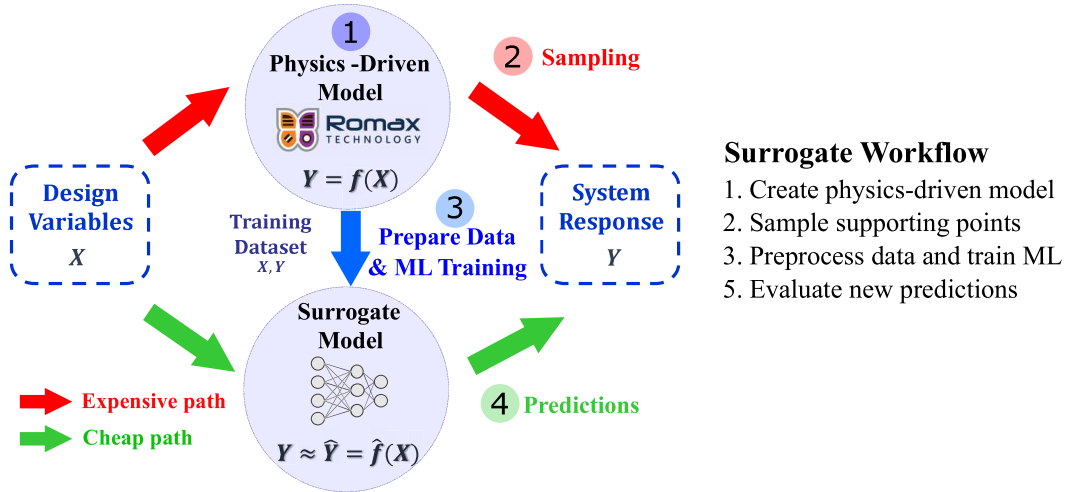 1
Physics -Driven
Model
Romax
TECHNOLOGY
Y = f(X)
2
Sampling
Design
Variables
X
Training
Dataset
X, Y
3
Prepare Data
& ML Training
System
Response
Y
Surrogate
Model
Y ≈ Ŷ = f̂(X)
4
Predictions
Expensive path
Cheap path
Surrogate Workflow
1. Create physics-driven model
2. Sample supporting points
3. Preprocess data and train ML
5. Evaluate new predictions